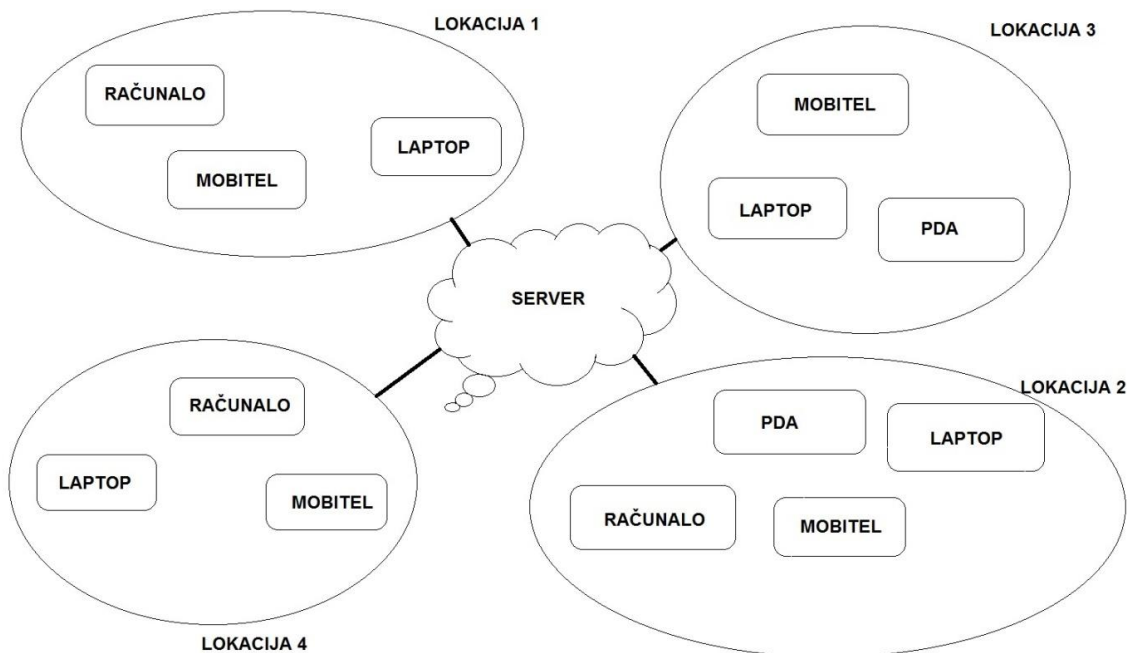 LOKACIJA 1
RAČUNALO
LAPTOP
MOBITEL
LOKACIJA 3
MOBITEL
LAPTOP
PDA
SERVER
RAČUNALO
LAPTOP
MOBITEL
LOKACIJA 4
LOKACIJA 2
PDA
LAPTOP
RAČUNALO
MOBITEL